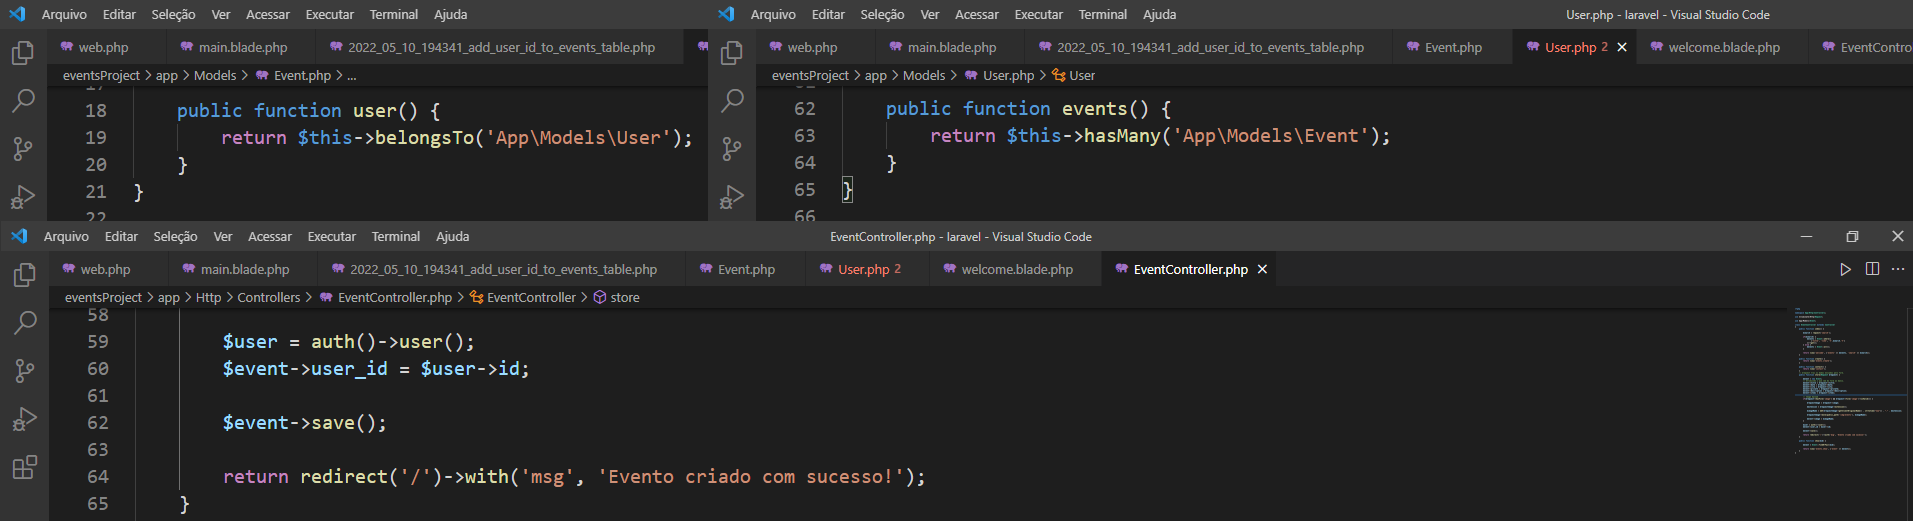 Arquivo Editar Seleção Ver Acessar Executar Terminal Ajuda
web.php main.blade.php 2022_05_10_194341_add_user_id_to_events_table.php
eventsProject > app > Models > Event.php > ...
17
18 public function user() {
19 return $this->belongsTo('App\Models\User');
20 }
21 }
22
Arquivo Editar Seleção Ver Acessar Executar Terminal Ajuda User.php - laravel - Visual Studio Code
web.php main.blade.php 2022_05_10_194341_add_user_id_to_events_table.php Event.php User.php 2 welcome.blade.php EventContro
eventsProject > app > Models > User.php > User
62 public function events() {
63 return $this->hasMany('App\Models\Event');
64 }
65 }
66
Arquivo Editar Seleção Ver Acessar Executar Terminal Ajuda EventController.php - laravel - Visual Studio Code
web.php main.blade.php 2022_05_10_194341_add_user_id_to_events_table.php Event.php User.php 2 welcome.blade.php EventController.php
eventsProject > app > Http > Controllers > EventController.php > EventController > store
58
59 $user = auth()->user();
60 $event->user_id = $user->id;
61
62 $event->save();
63
64 return redirect('/')->with('msg', 'Evento criado com sucesso!');
65 }